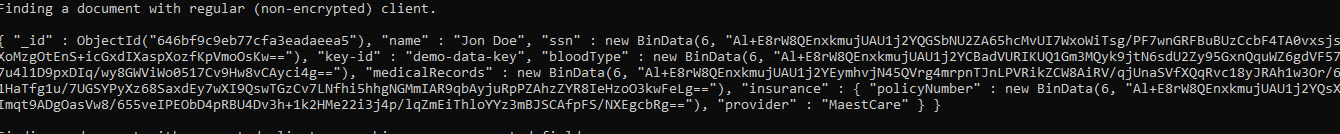 Finding a document with regular (non-encrypted) client.
{ "_id" : ObjectId("646bf9c9eb77cfa3eadaeea5"), "name" : "Jon Doe", "ssn" : new BinData(6, "Al+E8rW8QEnxkmujUAU1j2YQGSbNU2ZA65hcMvUI7WxoWiTsg/PF7wnGRFBuBUzCcbF4TA0vxsjs
XoMzgOtEnS+icGxdIXaspXozfKpVmoOsKw=="), "key-id" : "demo-data-key", "bloodType" : new BinData(6, "Al+E8rW8QEnxkmujUAU1j2YCBadVURIKUQ1Gm3MQyk9jtN6sdU2Zy95GxnQquWZ6gdVF57
7u4l1D9pxDIq/wy8GWViWo0517Cv9Hw8vCAyci4g=="), "medicalRecords" : new BinData(6, "Al+E8rW8QEnxkmujUAU1j2YEymhvjN45QVrg4mrpnTJnLPVRikZCW8AiRV/qjUnaSVfXQqRvc18yJRAh1w3Or/6
1HaTfg1u/7UGSYPyXz68SaxdEy7wXI9QswTGzCv7LNfhi5hhgNGMmIAR9qbAyjuRpPZAhzZYR8IeHzoO3kwFeLg=="), "insurance" : { "policyNumber" : new BinData(6, "Al+E8rW8QEnxkmujUAU1j2YQsX
Imqt9ADgOasVw8/655veIPEObD4pRBU4Dv3h+1k2HMe22i3j4p/lqZmEiThloYYz3mBJSCAfpFS/NXEgcbRg=="), "provider" : "MaestCare" } }